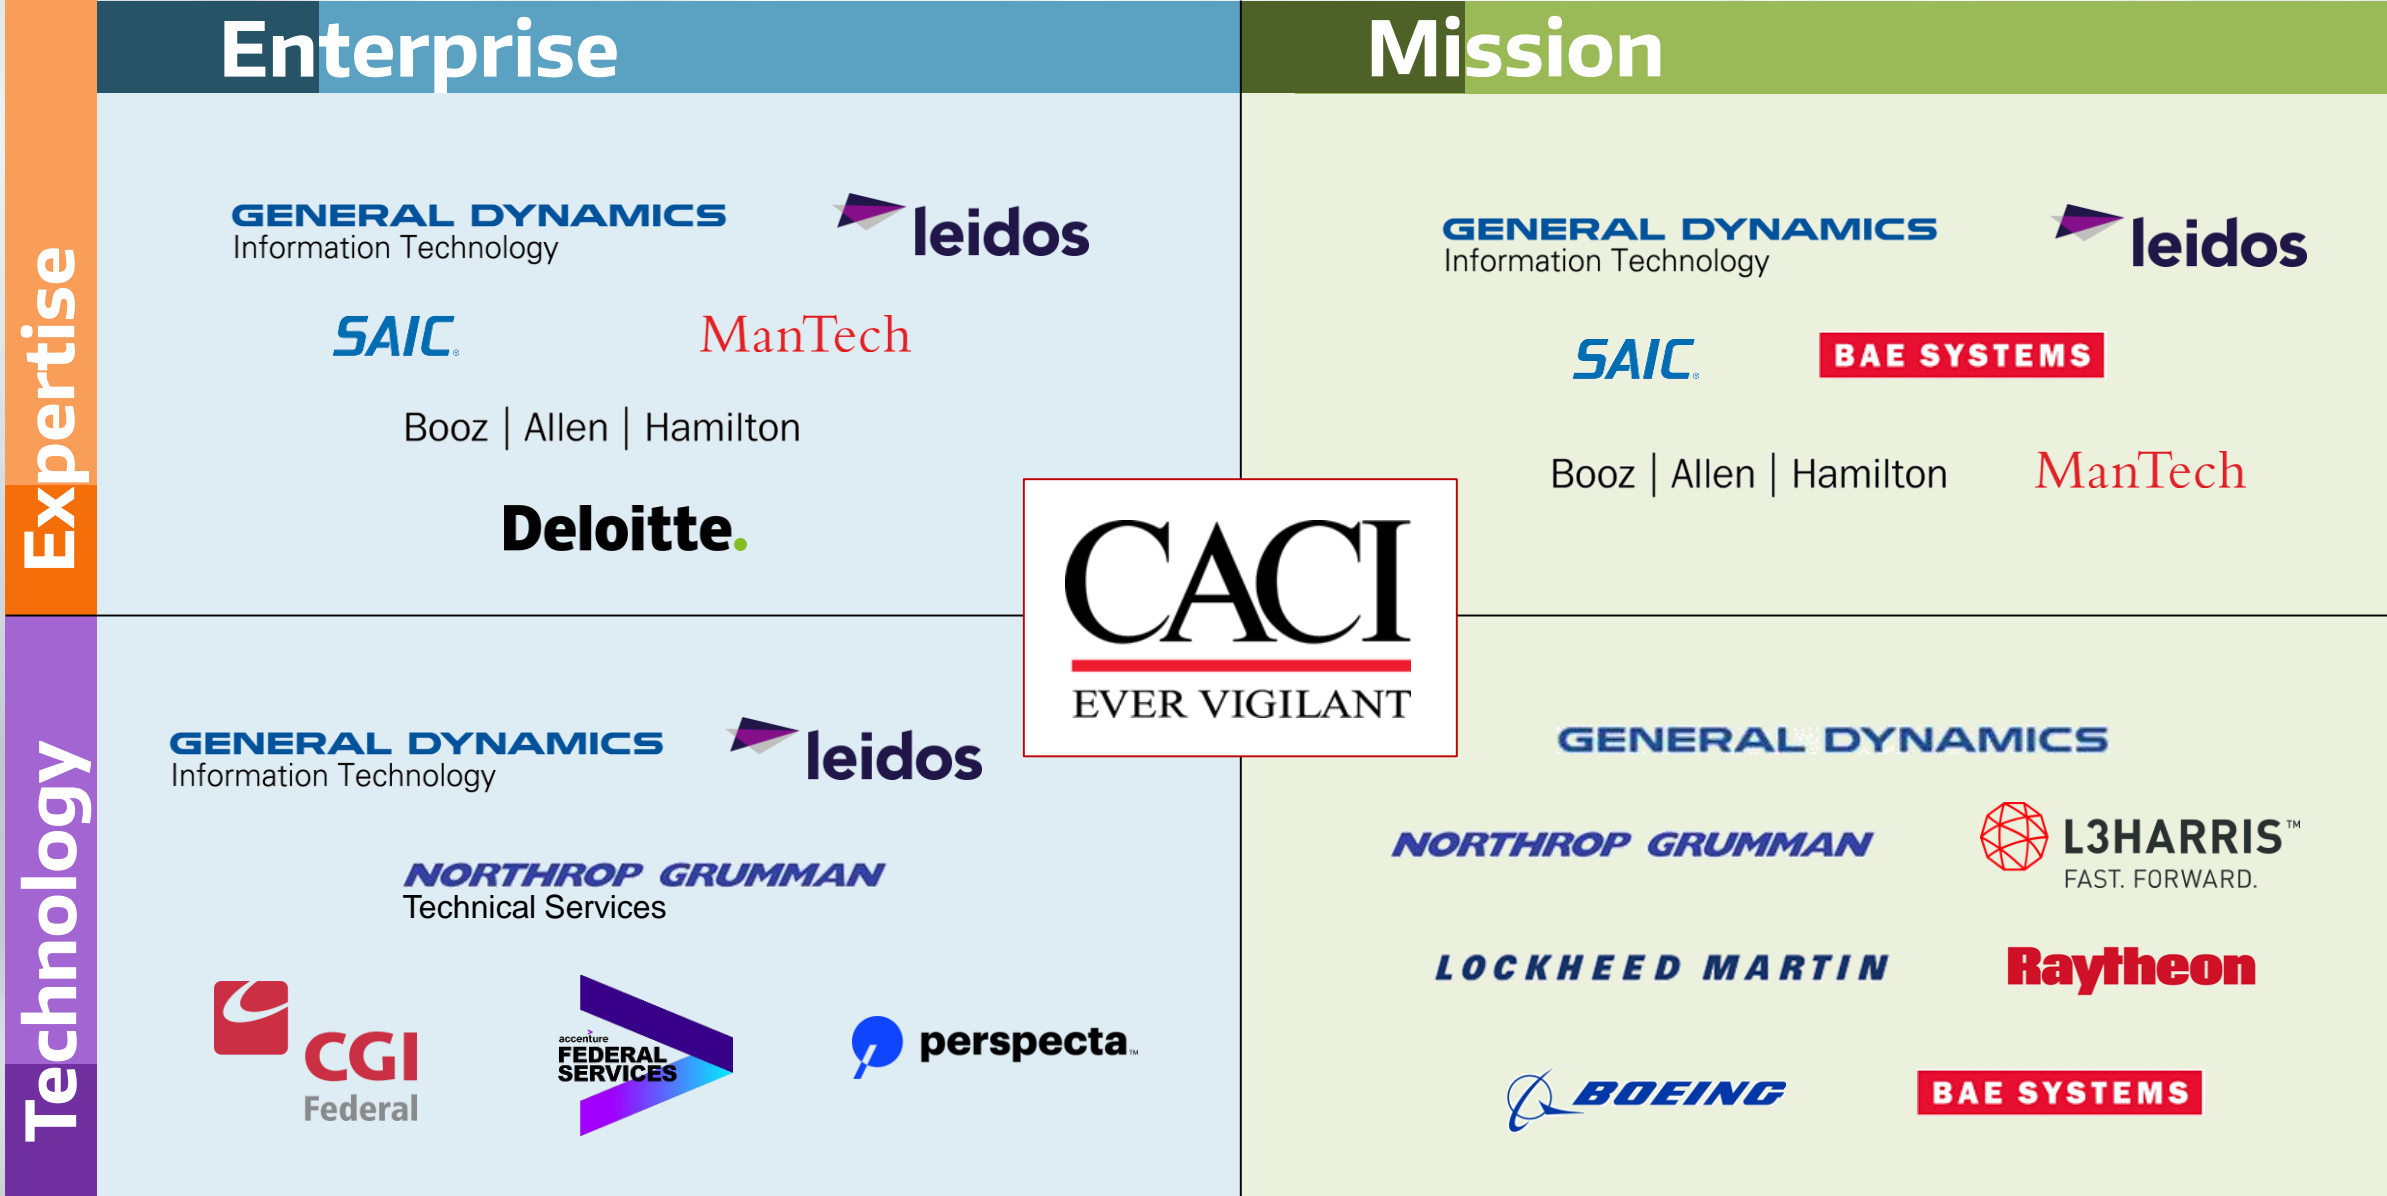 Enterprise
Mission
Expertise
GENERAL DYNAMICS
Information Technology
leidos
SAIC®
ManTech
Booz | Allen | Hamilton
Deloitte.
GENERAL DYNAMICS
Information Technology
leidos
SAIC®
BAE SYSTEMS
Booz | Allen | Hamilton
ManTech
CACI
EVER VIGILANT
Technology
GENERAL DYNAMICS
Information Technology
leidos
NORTHROP GRUMMAN
Technical Services
CGI
Federal
accenture
FEDERAL
SERVICES
perspecta™
GENERAL DYNAMICS
NORTHROP GRUMMAN
L3HARRIS™
FAST. FORWARD.
LOCKHEED MARTIN
Raytheon
BOEING
BAE SYSTEMS